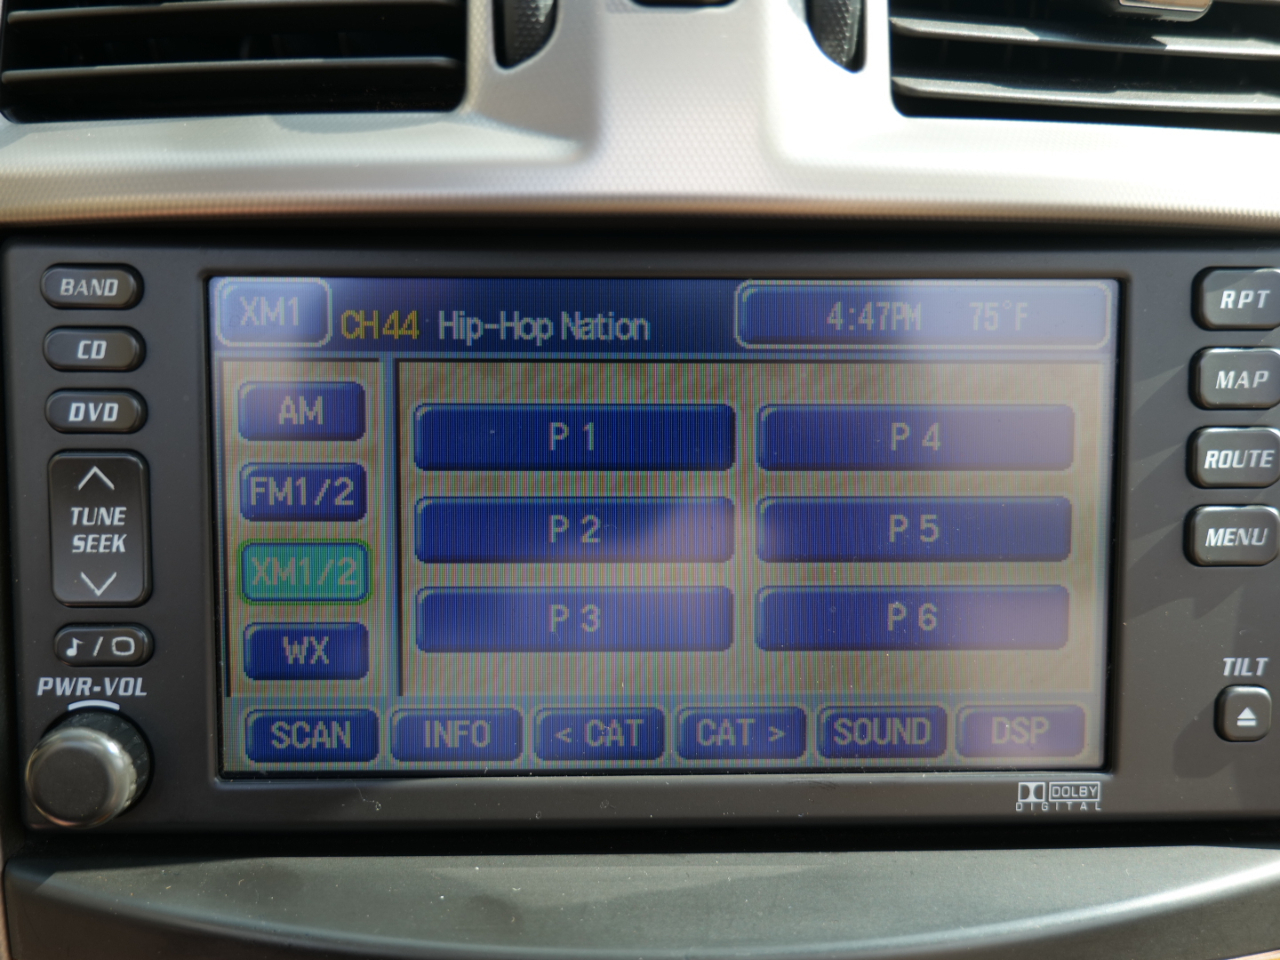 BAND
CD
DVD
TUNE
SEEK
PWR-VOL
XM1
CH44 Hip-Hop Nation
4:47PM 75°F
AM
FM1/2
XM1/2
WX
P 1
P 2
P 3
P 4
P 5
P 6
SCAN
INFO
< CAT
CAT >
SOUND
DSP
DOLBY
DIGITAL
RPT
MAP
ROUTE
MENU
TILT